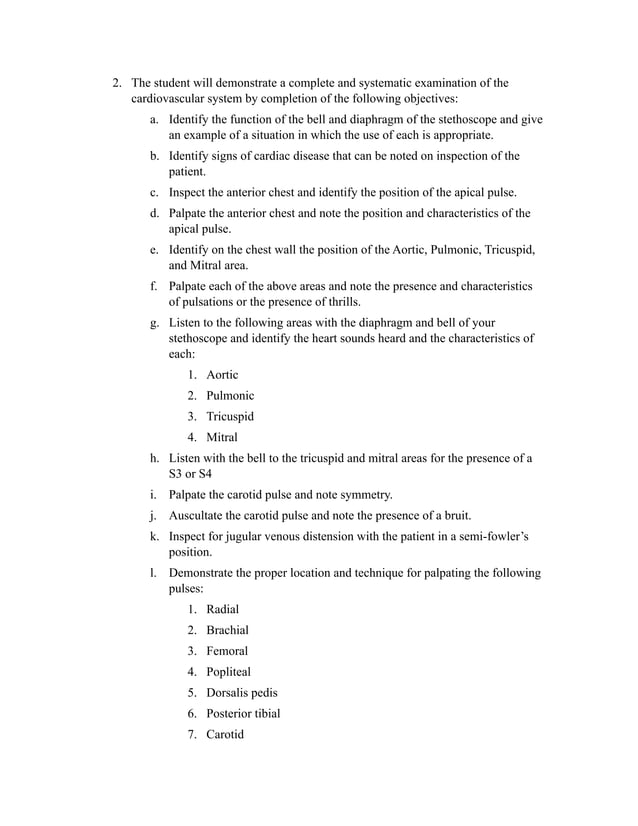 2. The student will demonstrate a complete and systematic examination of the
cardiovascular system by completion of the following objectives:
a. Identify the function of the bell and diaphragm of the stethoscope and give
an example of a situation in which the use of each is appropriate.
b. Identify signs of cardiac disease that can be noted on inspection of the
patient.
c. Inspect the anterior chest and identify the position of the apical pulse.
d. Palpate the anterior chest and note the position and characteristics of the
apical pulse.
e. Identify on the chest wall the position of the Aortic, Pulmonic, Tricuspid,
and Mitral area.
f. Palpate each of the above areas and note the presence and characteristics
of pulsations or the presence of thrills.
g. Listen to the following areas with the diaphragm and bell of your
stethoscope and identify the heart sounds heard and the characteristics of
each:
1. Aortic
2. Pulmonic
3. Tricuspid
4. Mitral
h. Listen with the bell to the tricuspid and mitral areas for the presence of a
S3 or S4
i. Palpate the carotid pulse and note symmetry.
j. Auscultate the carotid pulse and note the presence of a bruit.
k. Inspect for jugular venous distension with the patient in a semi-fowler’s
position.
l. Demonstrate the proper location and technique for palpating the following
pulses:
1. Radial
2. Brachial
3. Femoral
4. Popliteal
5. Dorsalis pedis
6. Posterior tibial
7. Carotid